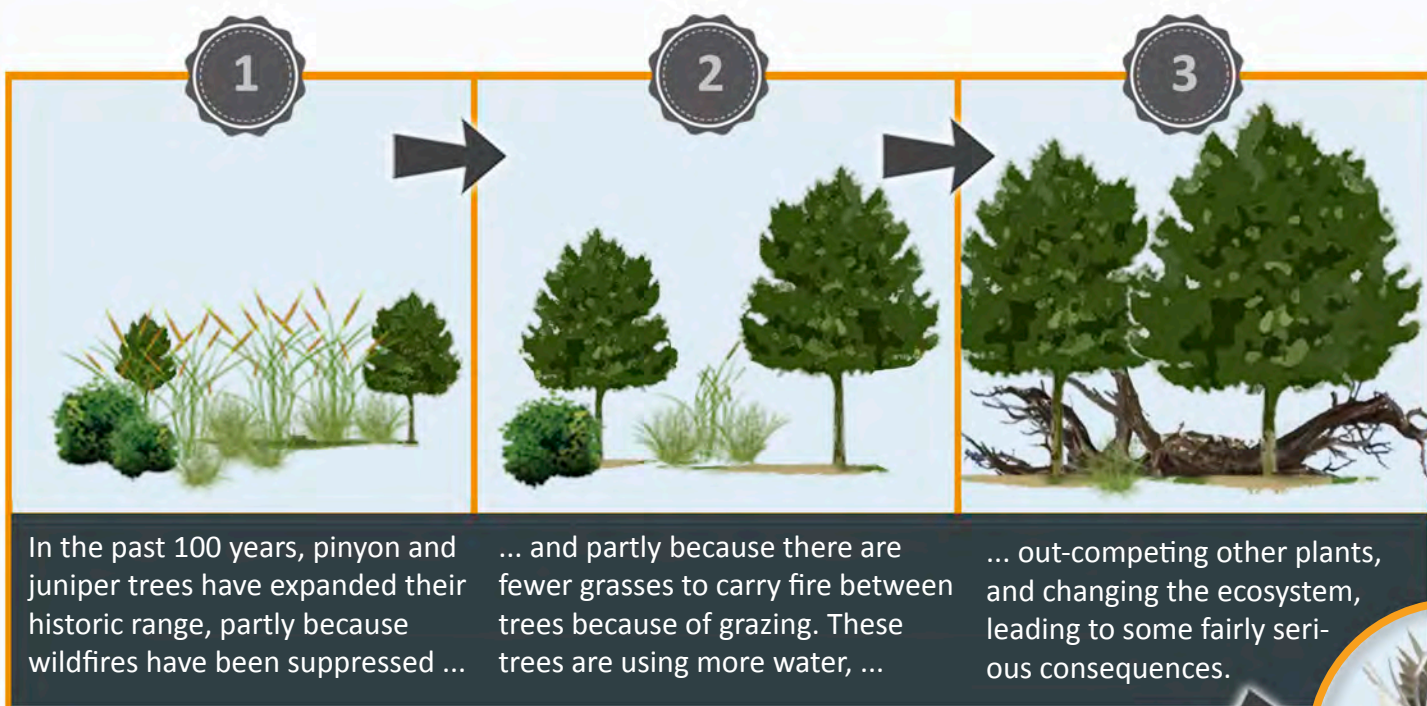 1
2
3
In the past 100 years, pinyon and
juniper trees have expanded their
historic range, partly because
wildfires have been suppressed ...
... and partly because there are
fewer grasses to carry fire between
trees because of grazing. These
trees are using more water, ...
... out-competing other plants,
and changing the ecosystem,
leading to some fairly seri-
ous consequences.